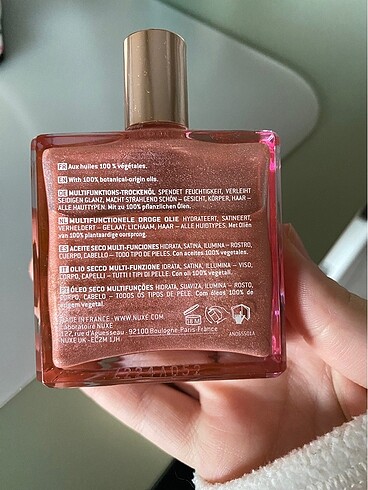 FR Aux huiles 100 % végétales.
EN With 100% botanical-origin oils.
DE MULTIFUNKTIONS-TROCKENÖL SPENDET FEUCHTIGKEIT, VERLEIHT
SEIDIGEN GLANZ, MACHT STRAHLEND SCHÖN – GESICHT, KÖRPER, HAAR –
ALLE HAUTTYPEN. Mit zu 100% pflanzlichen Ölen.
NL MULTIFUNCTIONELE DROGE OLIE HYDRATEERT, SATINEERT,
VERHELDERT – GELAAT, LICHAAM, HAAR – ALLE HUIDTYPES. Met Oliën
van 100% plantaardige oorsprong.
ES ACEITE SECO MULTI-FUNCIONES HIDRATA, SATINA, ILUMINA – ROSTRO,
CUERPO, CABELLO – TODO TIPO DE PIELES. Con aceites 100% vegetales.
IT OLIO SECCO MULTI-FUNZIONE IDRATA, SATINA, ILLUMINA – VISO,
CORPO, CAPELLI – TUTTI I TIPI DI PELLE. Con oli 100% vegetali.
PT ÓLEO SECO MULTIFUNÇÕES HIDRATA, SUAVIZA, ILUMINA – ROSTO,
CORPO, CABELO – TODOS OS TIPOS DE PELE. Com óleos 100% de
origem vegetal.
MADE IN FRANCE - WWW.NUXE.COM
Laboratoire NUXE
127, rue d'Aguesseau 92100 Boulogne Paris-France
NUXE UK - EC2M 1JH